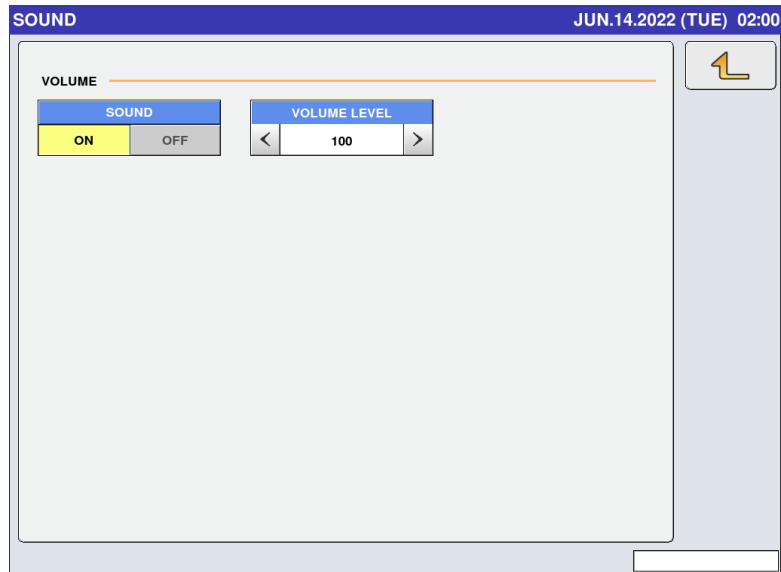 SOUND JUN.14.2022 (TUE) 02:00
VOLUME
SOUND VOLUME LEVEL
ON OFF < 100 >